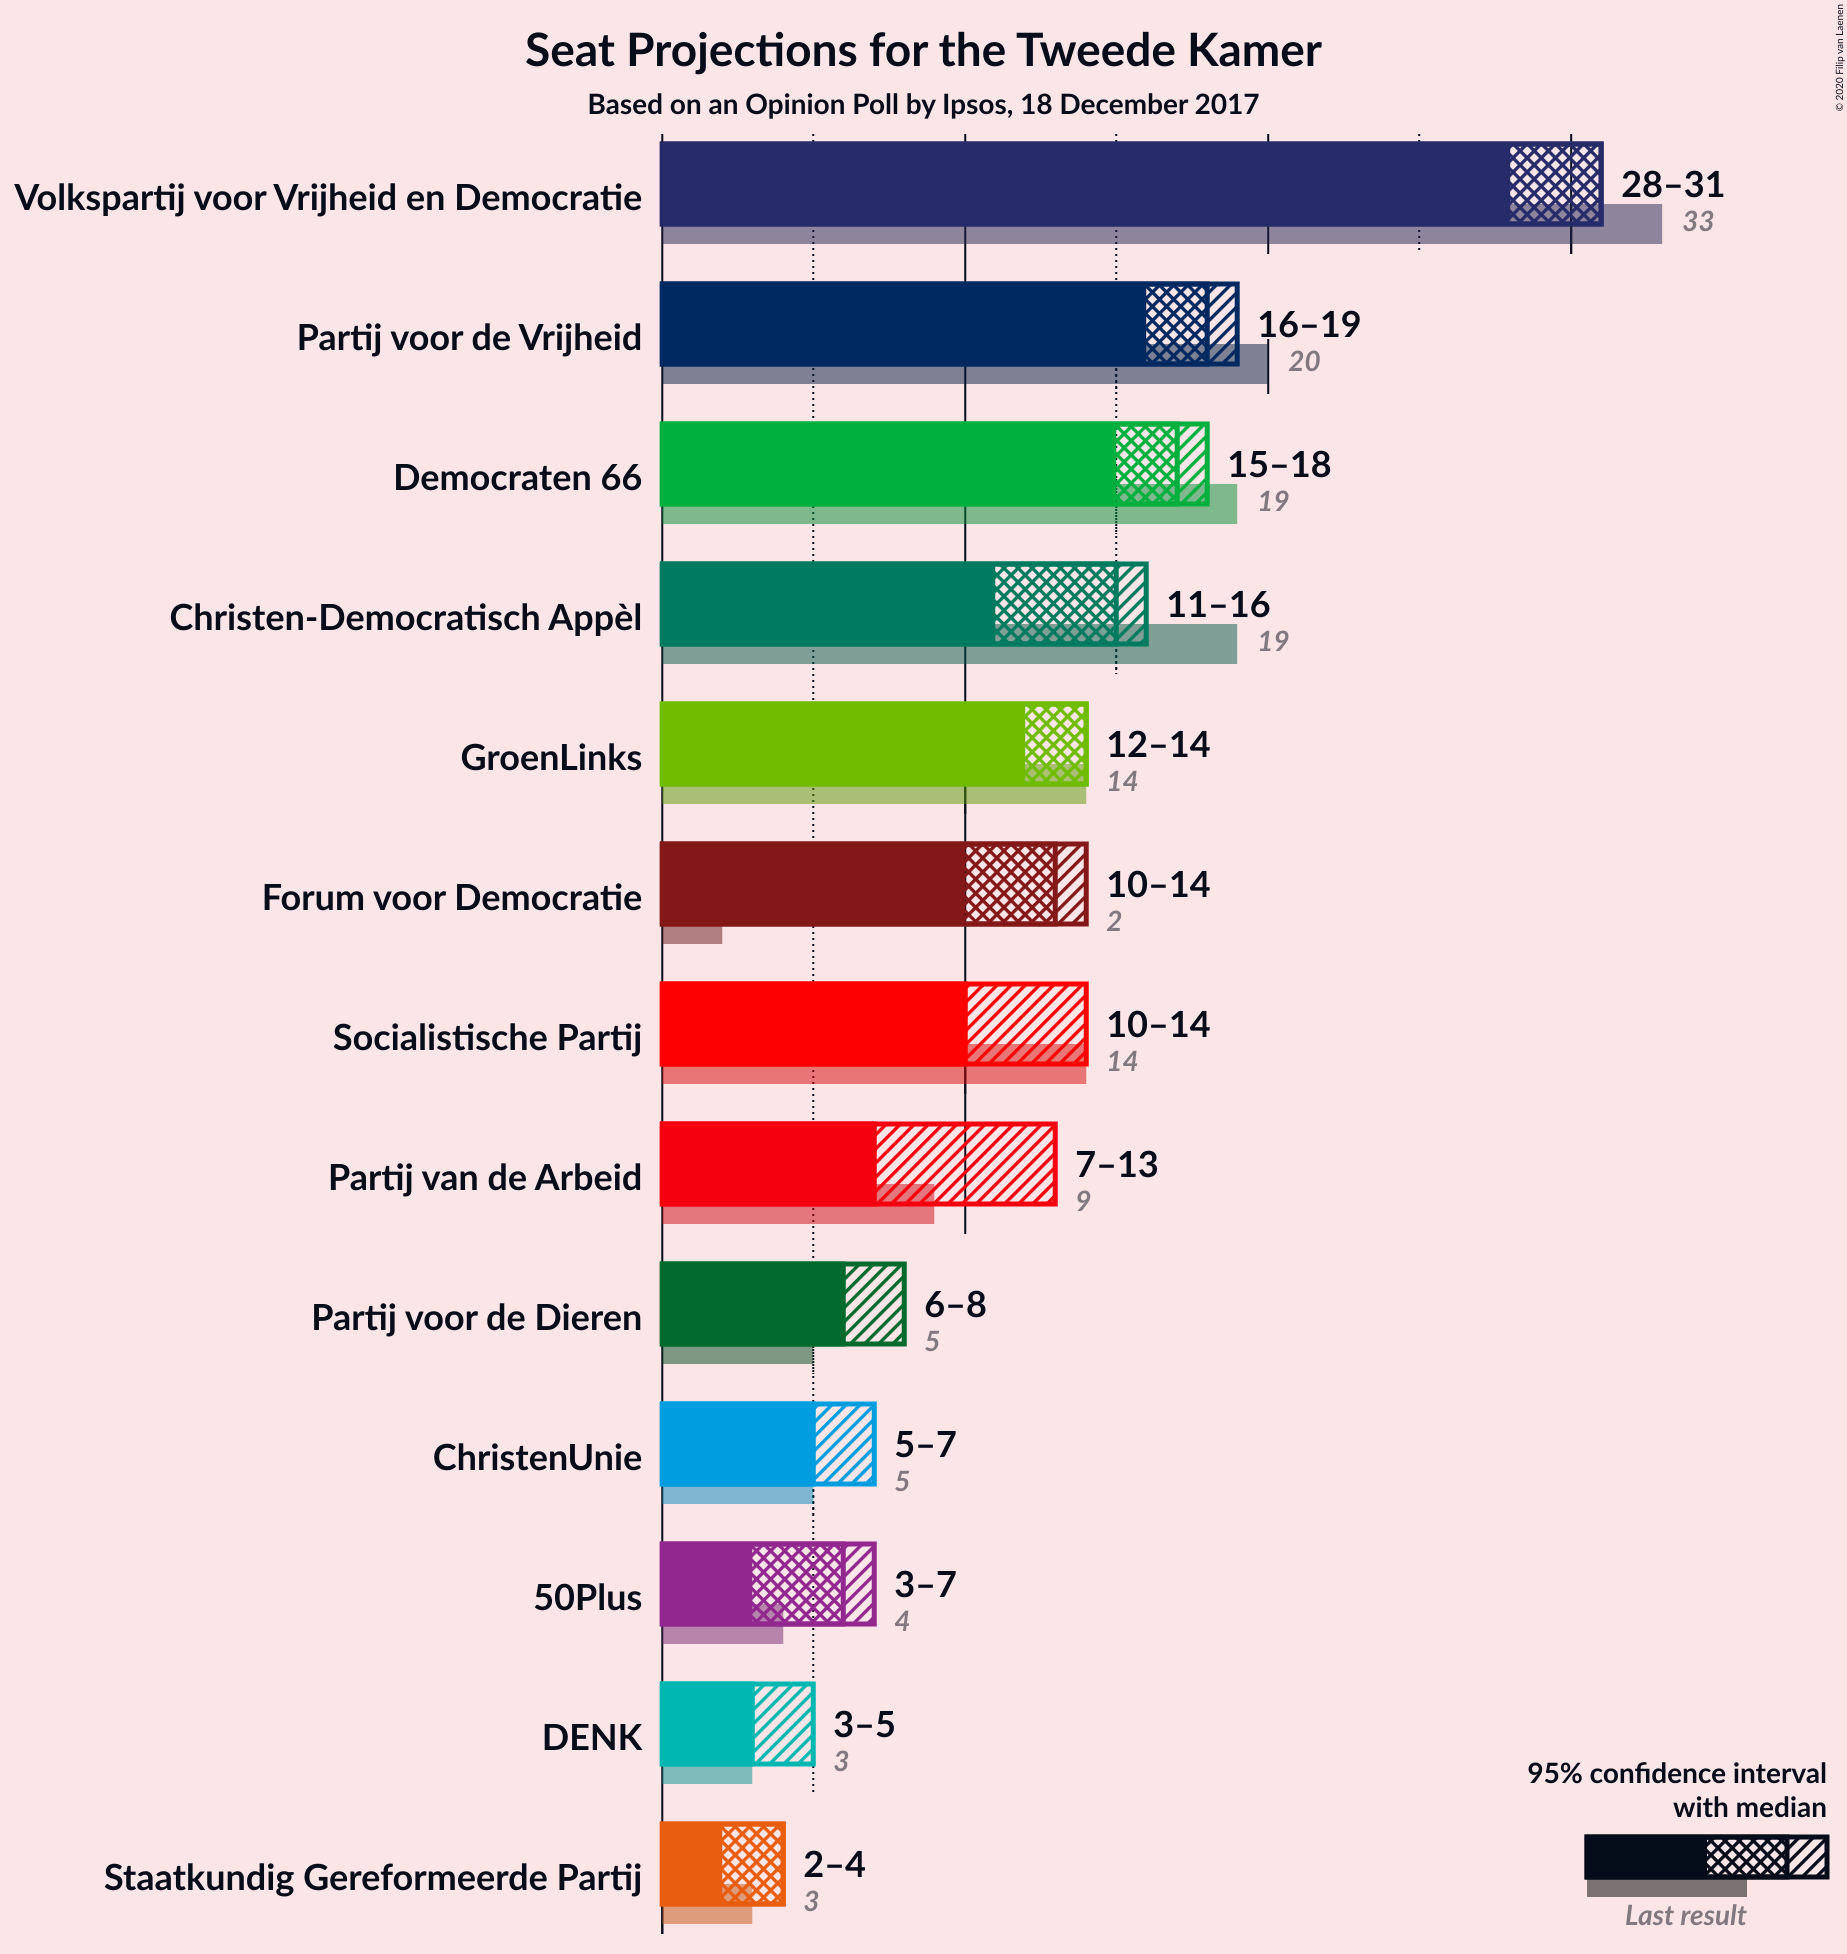 Seat Projections for the Tweede Kamer
Based on an Opinion Poll by Ipsos, 18 December 2017
© 2020 Filip van Laenen
Volkspartij voor Vrijheid en Democratie
28–31
33
Partij voor de Vrijheid
16–19
20
Democraten 66
15–18
19
Christen-Democratisch Appèl
11–16
19
GroenLinks
12–14
14
Forum voor Democratie
10–14
2
Socialistische Partij
10–14
14
Partij van de Arbeid
7–13
9
Partij voor de Dieren
6–8
5
ChristenUnie
5–7
5
50Plus
3–7
4
DENK
3–5
3
Staatkundig Gereformeerde Partij
2–4
3
95% confidence interval
with median
Last result